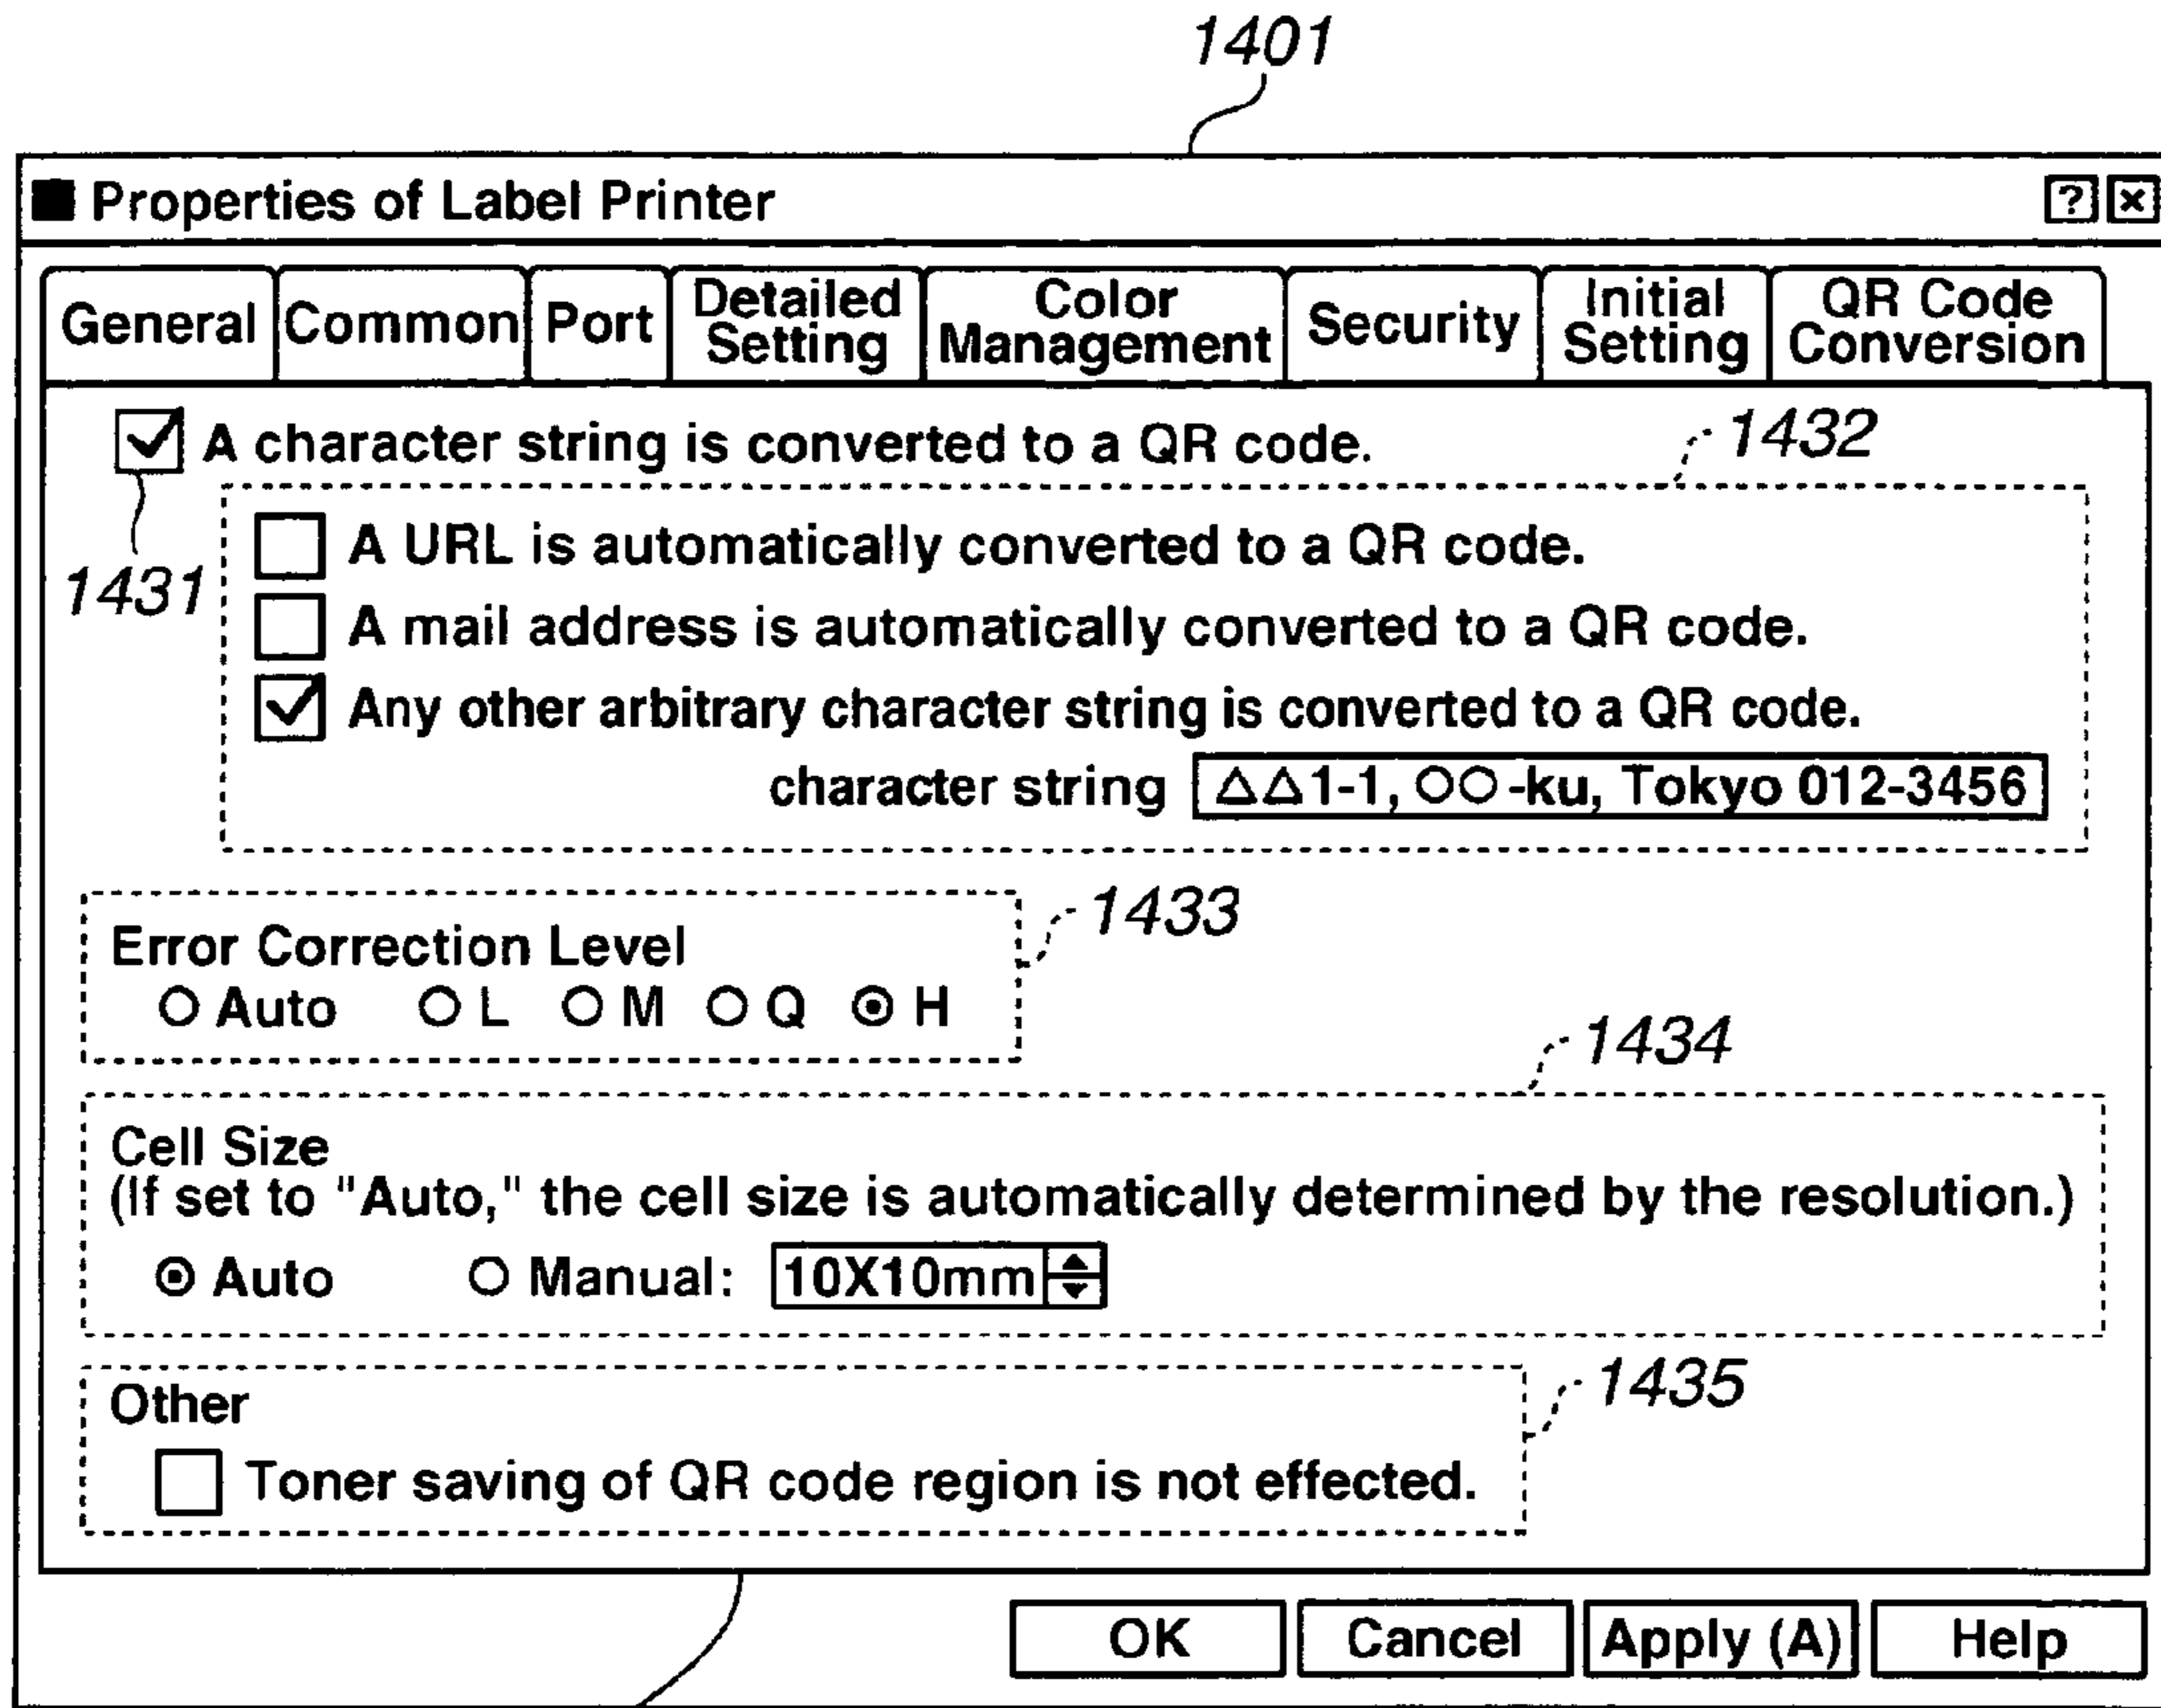 1401
Properties of Label Printer ? ×
General Common Port Detailed Setting Color Management Security Initial Setting QR Code Conversion
A character string is converted to a QR code. 1432
1431
A URL is automatically converted to a QR code.
A mail address is automatically converted to a QR code.
Any other arbitrary character string is converted to a QR code.
character string △△1-1, ○○-ku, Tokyo 012-3456
1433
Error Correction Level
Auto L M Q H
1434
Cell Size
(If set to "Auto," the cell size is automatically determined by the resolution.)
Auto Manual: 10X10mm
1435
Other
Toner saving of QR code region is not effected.
OK Cancel Apply (A) Help